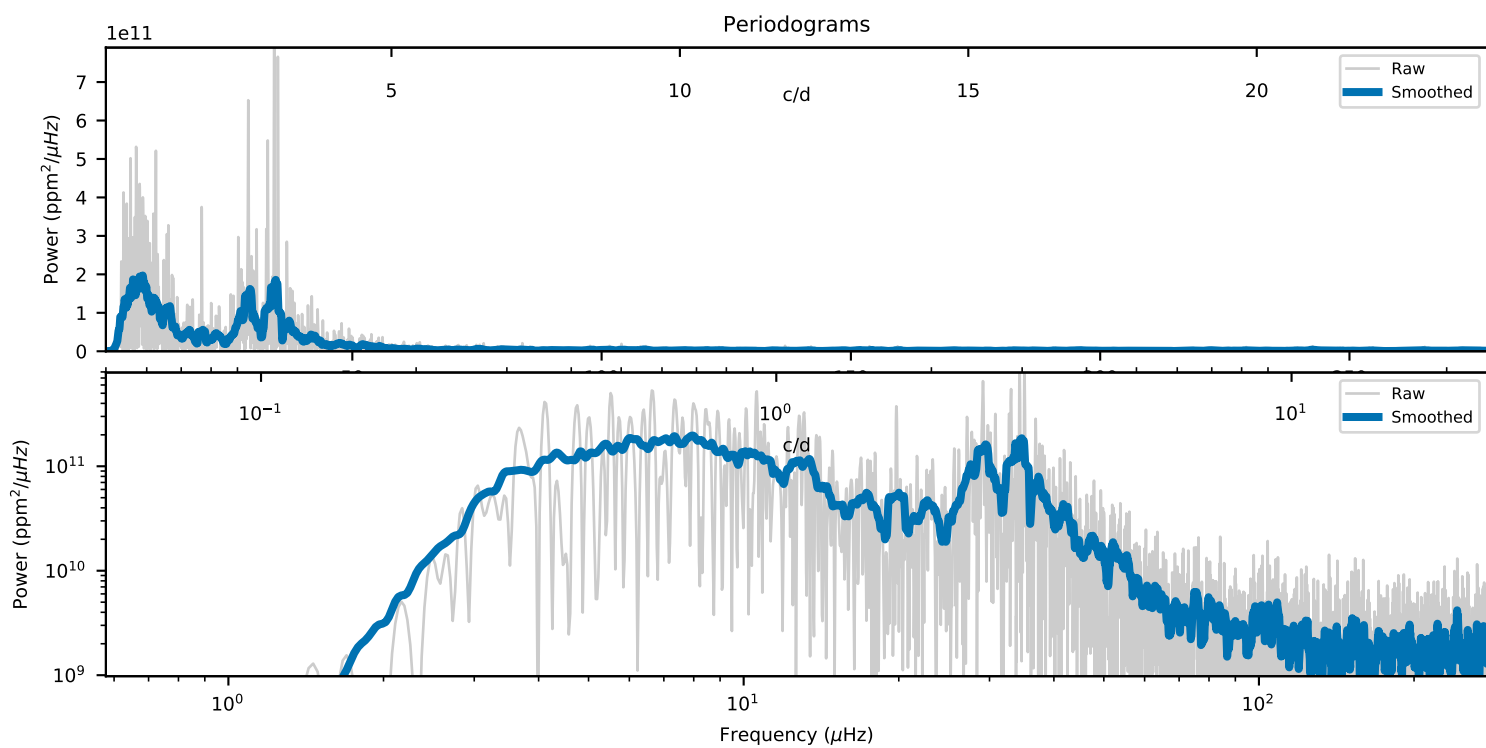 Periodograms
1e11
5 10 15 20
c/d
Raw
Smoothed
7
6
5
4
3
2
1
0
Power (ppm²/μHz)
10⁻¹ 10⁰ 10¹
c/d
Raw
Smoothed
10¹¹
10¹⁰
10⁹
Power (ppm²/μHz)
10⁰ 10¹ 10²
Frequency (μHz)